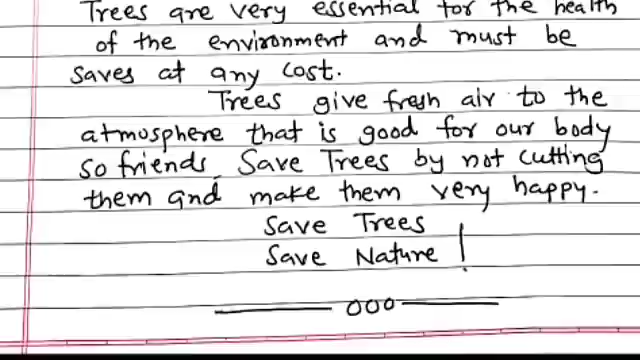 Trees are very essential for the health
of the environment and must be
saves at any cost.
Trees give fresh air to the
atmosphere that is good for our body
so friends, Save Trees by not cutting
them and make them very happy.
Save Trees
Save Nature !
ooo